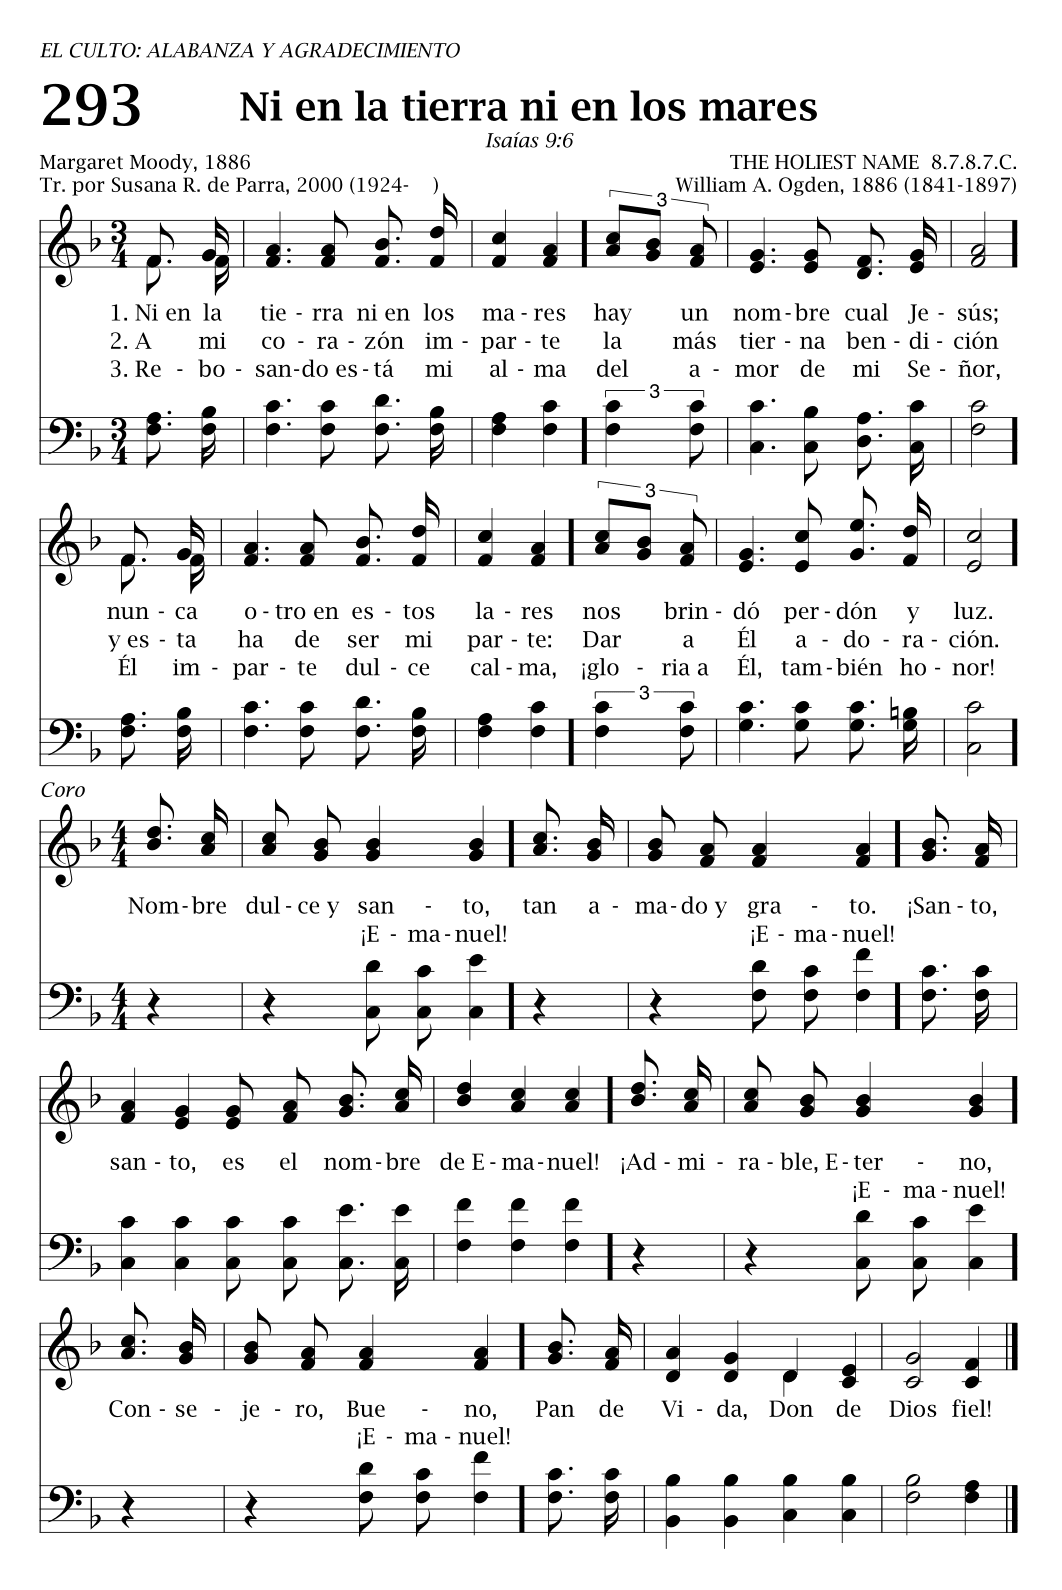 EL CULTO: ALABANZA Y AGRADECIMIENTO
293 Ni en la tierra ni en los mares
Isaías 9:6
Margaret Moody, 1886 THE HOLIEST NAME 8.7.8.7.C.
Tr. por Susana R. de Parra, 2000 (1924- ) William A. Ogden, 1886 (1841-1897)
3
1. Ni en la tie - rra ni en los ma - res hay un nom - bre cual Je - sús;
2. A mi co - ra - zón im - par - te la más tier - na ben - di - ción
3. Re - bo - san - do es - tá mi al - ma del a - mor de mi Se - ñor,
3
3
nun - ca o - tro en es - tos la - res nos brin - dó per - dón y luz.
y es - ta ha de ser mi par - te: Dar a Él a - do - ra - ción.
Él im - par - te dul - ce cal - ma, ¡glo - ria a Él, tam - bién ho - nor!
3
Coro
Nom - bre dul - ce y san - to, tan a - ma - do y gra - to. ¡San - to,
¡E - ma - nuel! ¡E - ma - nuel!
san - to, es el nom - bre de E - ma - nuel! ¡Ad - mi - ra - ble, E - ter - no,
¡E - ma - nuel!
Con - se - je - ro, Bue - no, Pan de Vi - da, Don de Dios fiel!
¡E - ma - nuel!